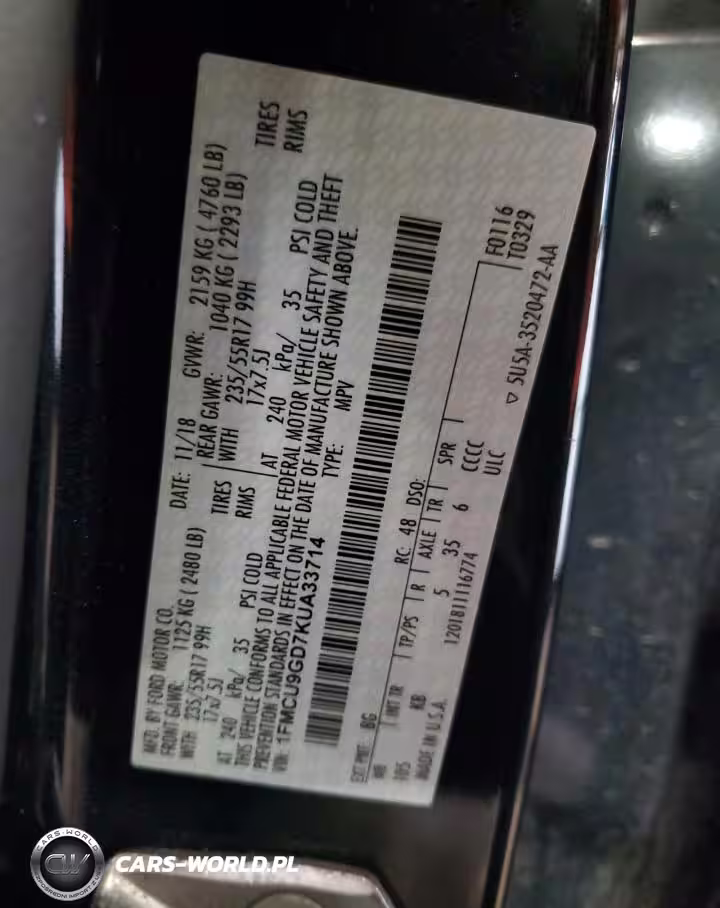 MFD. BY FORD MOTOR CO.
DATE: 11/18
GVWR: 2159 KG ( 4760 LB)
FRONT GAWR: 1125 KG ( 2480 LB)
REAR GAWR: 1040 KG ( 2293 LB)
WITH 235/55R17 99H TIRES
WITH 235/55R17 99H TIRES
17x7.5J RIMS
17x7.5J RIMS
AT 240 kPa/ 35 PSI COLD
AT 240 kPa/ 35 PSI COLD
THIS VEHICLE CONFORMS TO ALL APPLICABLE FEDERAL MOTOR VEHICLE SAFETY AND THEFT
PREVENTION STANDARDS IN EFFECT ON THE DATE OF MANUFACTURE SHOWN ABOVE.
VIN: 1FMCU9GD7KUA33714
TYPE: MPV
F0116
T0329
EXT PNT: BG RC: 48 DSO:
WB INT TR TP/PS R AXLE TR SPR
105 KB 5 35 6 CCCC
MADE IN U.S.A. 120181116774 ULC
▽ 5U5A-3520472-AA
CARS-WORLD
CW
CARS-WORLD.PL